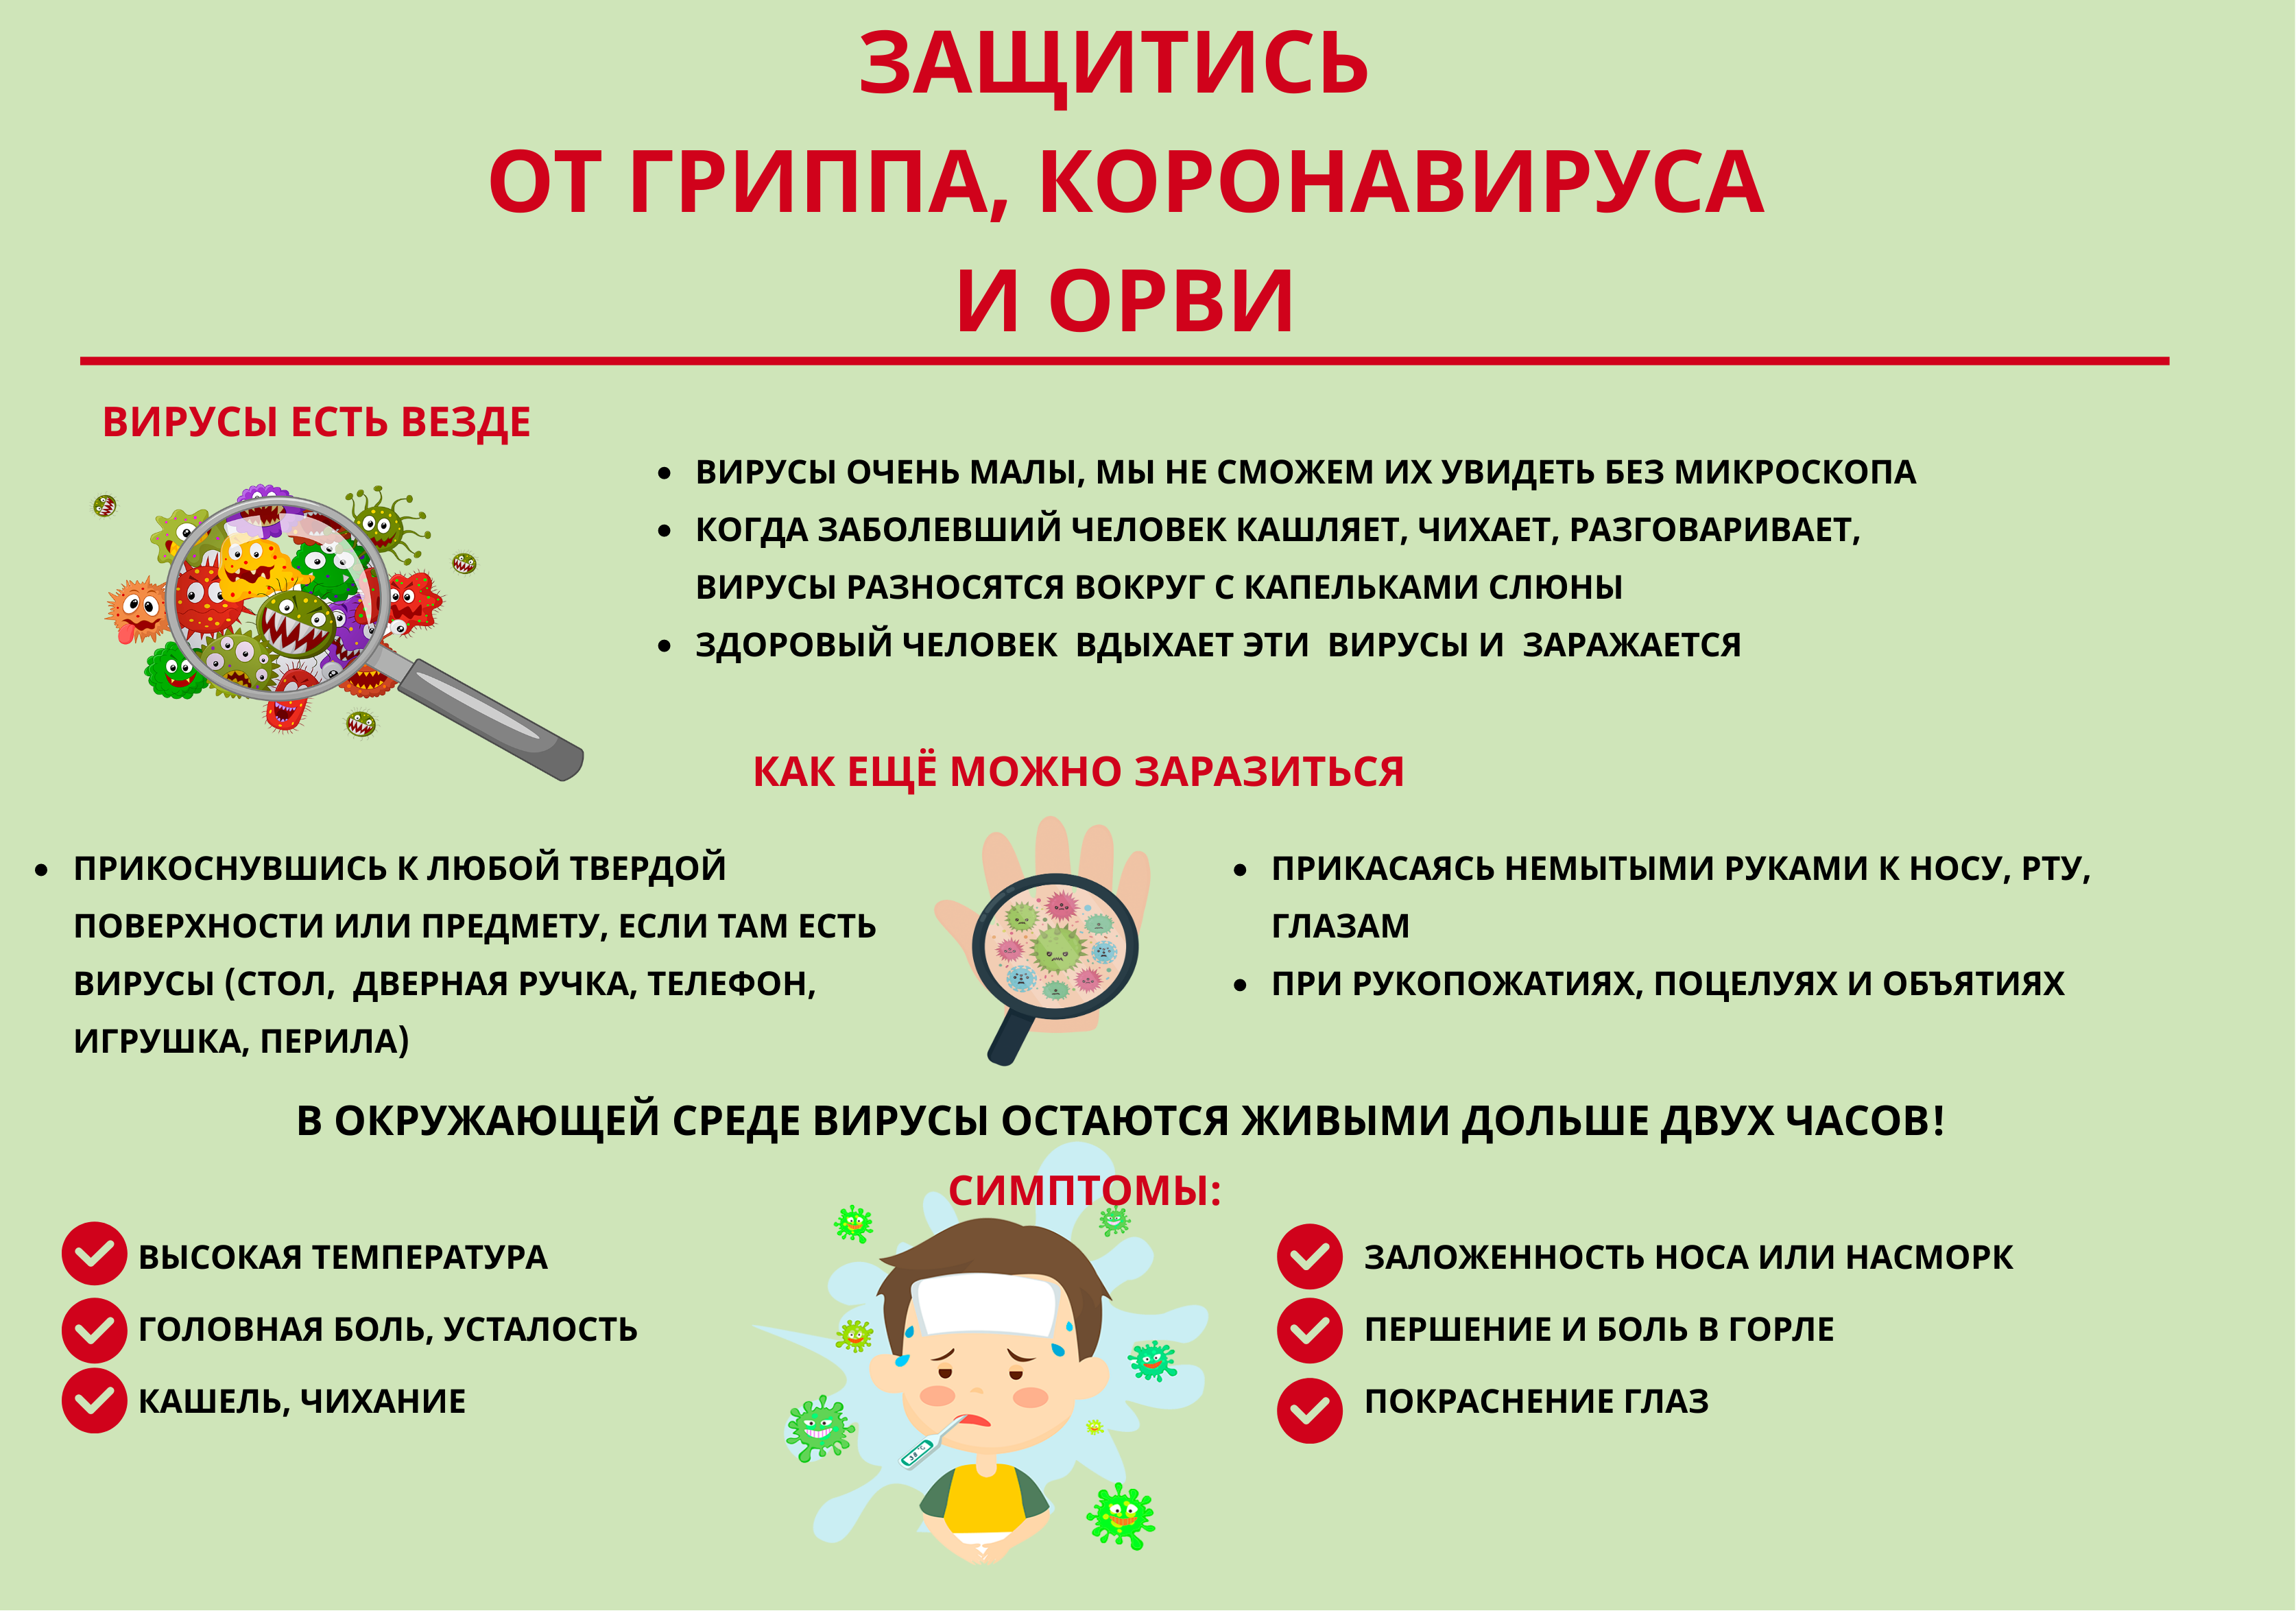 ЗАЩИТИСЬ
ОТ ГРИППА, КОРОНАВИРУСА
И ОРВИ
ВИРУСЫ ЕСТЬ ВЕЗДЕ
• ВИРУСЫ ОЧЕНЬ МАЛЫ, МЫ НЕ СМОЖЕМ ИХ УВИДЕТЬ БЕЗ МИКРОСКОПА
• КОГДА ЗАБОЛЕВШИЙ ЧЕЛОВЕК КАШЛЯЕТ, ЧИХАЕТ, РАЗГОВАРИВАЕТ,
ВИРУСЫ РАЗНОСЯТСЯ ВОКРУГ С КАПЕЛЬКАМИ СЛЮНЫ
• ЗДОРОВЫЙ ЧЕЛОВЕК ВДЫХАЕТ ЭТИ ВИРУСЫ И ЗАРАЖАЕТСЯ
КАК ЕЩЁ МОЖНО ЗАРАЗИТЬСЯ
• ПРИКОСНУВШИСЬ К ЛЮБОЙ ТВЕРДОЙ
ПОВЕРХНОСТИ ИЛИ ПРЕДМЕТУ, ЕСЛИ ТАМ ЕСТЬ
ВИРУСЫ (СТОЛ, ДВЕРНАЯ РУЧКА, ТЕЛЕФОН,
ИГРУШКА, ПЕРИЛА)
• ПРИКАСАЯСЬ НЕМЫТЫМИ РУКАМИ К НОСУ, РТУ,
ГЛАЗАМ
• ПРИ РУКОПОЖАТИЯХ, ПОЦЕЛУЯХ И ОБЪЯТИЯХ
В ОКРУЖАЮЩЕЙ СРЕДЕ ВИРУСЫ ОСТАЮТСЯ ЖИВЫМИ ДОЛЬШЕ ДВУХ ЧАСОВ!
СИМПТОМЫ:
ВЫСОКАЯ ТЕМПЕРАТУРА
ГОЛОВНАЯ БОЛЬ, УСТАЛОСТЬ
КАШЕЛЬ, ЧИХАНИЕ
ЗАЛОЖЕННОСТЬ НОСА ИЛИ НАСМОРК
ПЕРШЕНИЕ И БОЛЬ В ГОРЛЕ
ПОКРАСНЕНИЕ ГЛАЗ